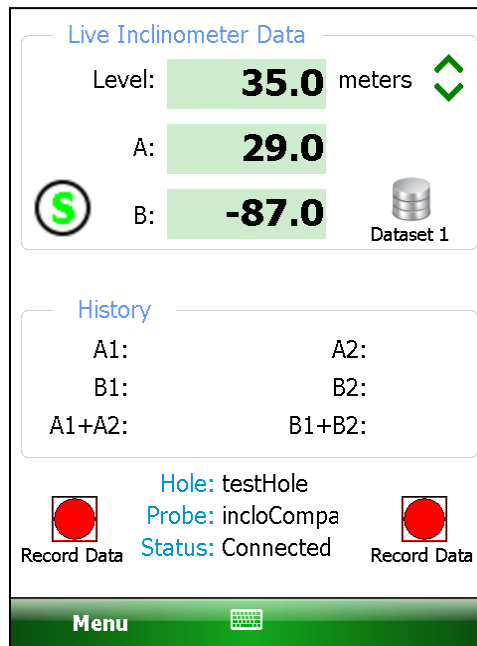 Live Inclinometer Data
Level: 35.0 meters
A: 29.0
S B: -87.0
Dataset 1
History
A1: A2:
B1: B2:
A1+A2: B1+B2:
Hole: testHole
Probe: incloCompa
Status: Connected
Record Data Record Data
Menu